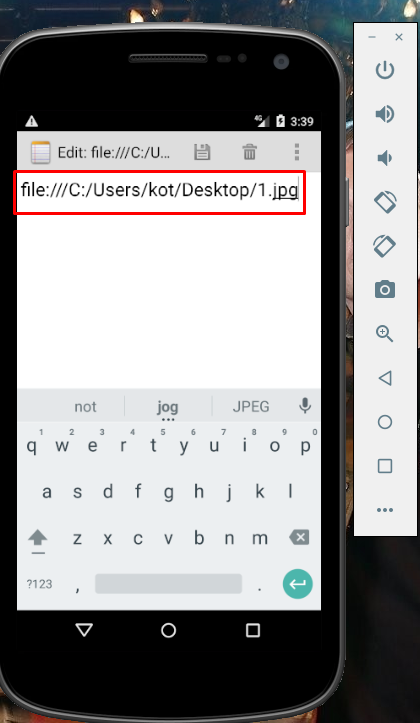 4G 3:39
Edit: file:///C:/U...
file:///C:/Users/kot/Desktop/1.jpg
not jog JPEG
1 2 3 4 5 6 7 8 9 0
q w e r t y u i o p
a s d f g h j k l
z x c v b n m
?123 , .